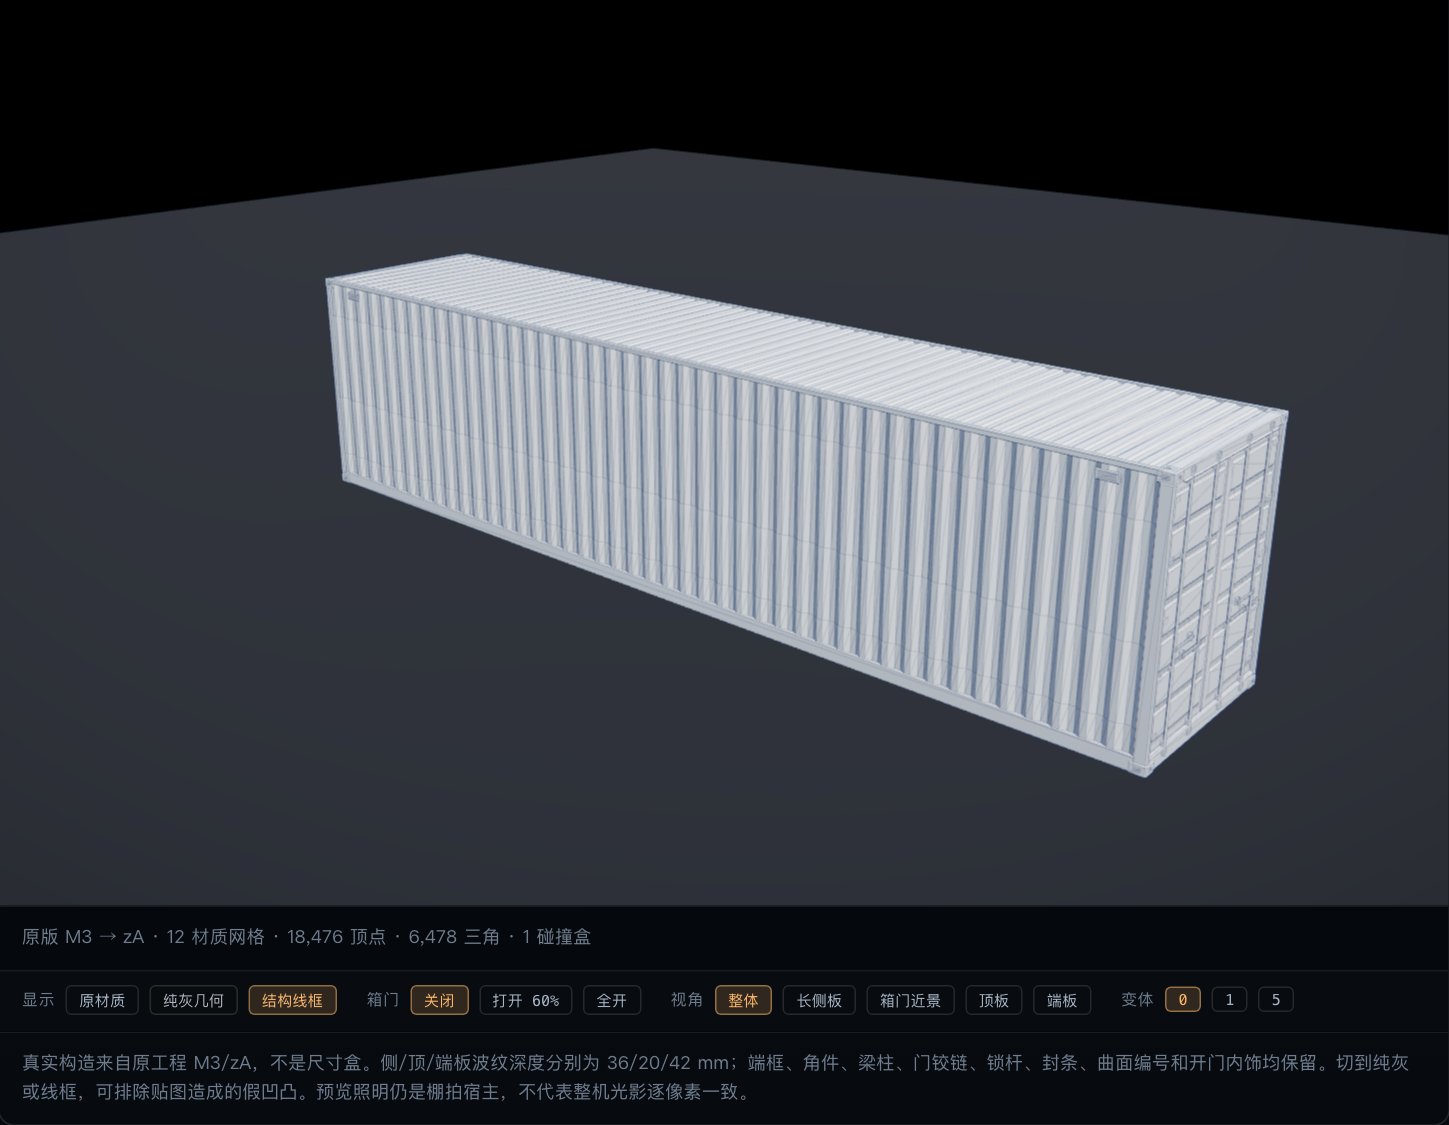 原版 M3 → zA · 12 材质网格 · 18,476 顶点 · 6,478 三角 · 1 碰撞盒
显示 原材质 纯灰几何 结构线框 箱门 关闭 打开 60% 全开 视角 整体 长侧板 箱门近景 顶板 端板 变体 0 1 5
真实构造来自原工程 M3/zA，不是尺寸盒。侧/顶/端板波纹深度分别为 36/20/42 mm；端框、角件、梁柱、门铰链、锁杆、封条、曲面编号和开门内饰均保留。切到纯灰
或线框，可排除贴图造成的假凹凸。预览照明仍是棚拍宿主，不代表整机光影逐像素一致。